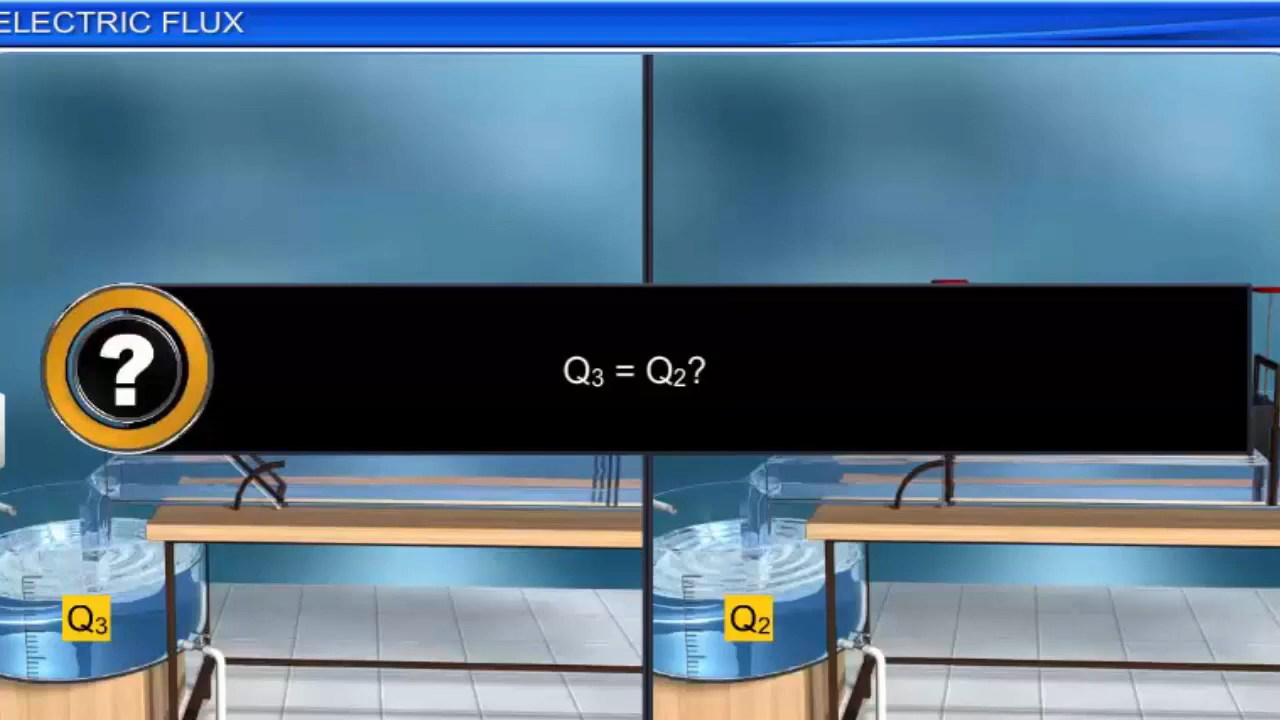 ELECTRIC FLUX
Q₃ = Q₂?
Q₃
Q₂